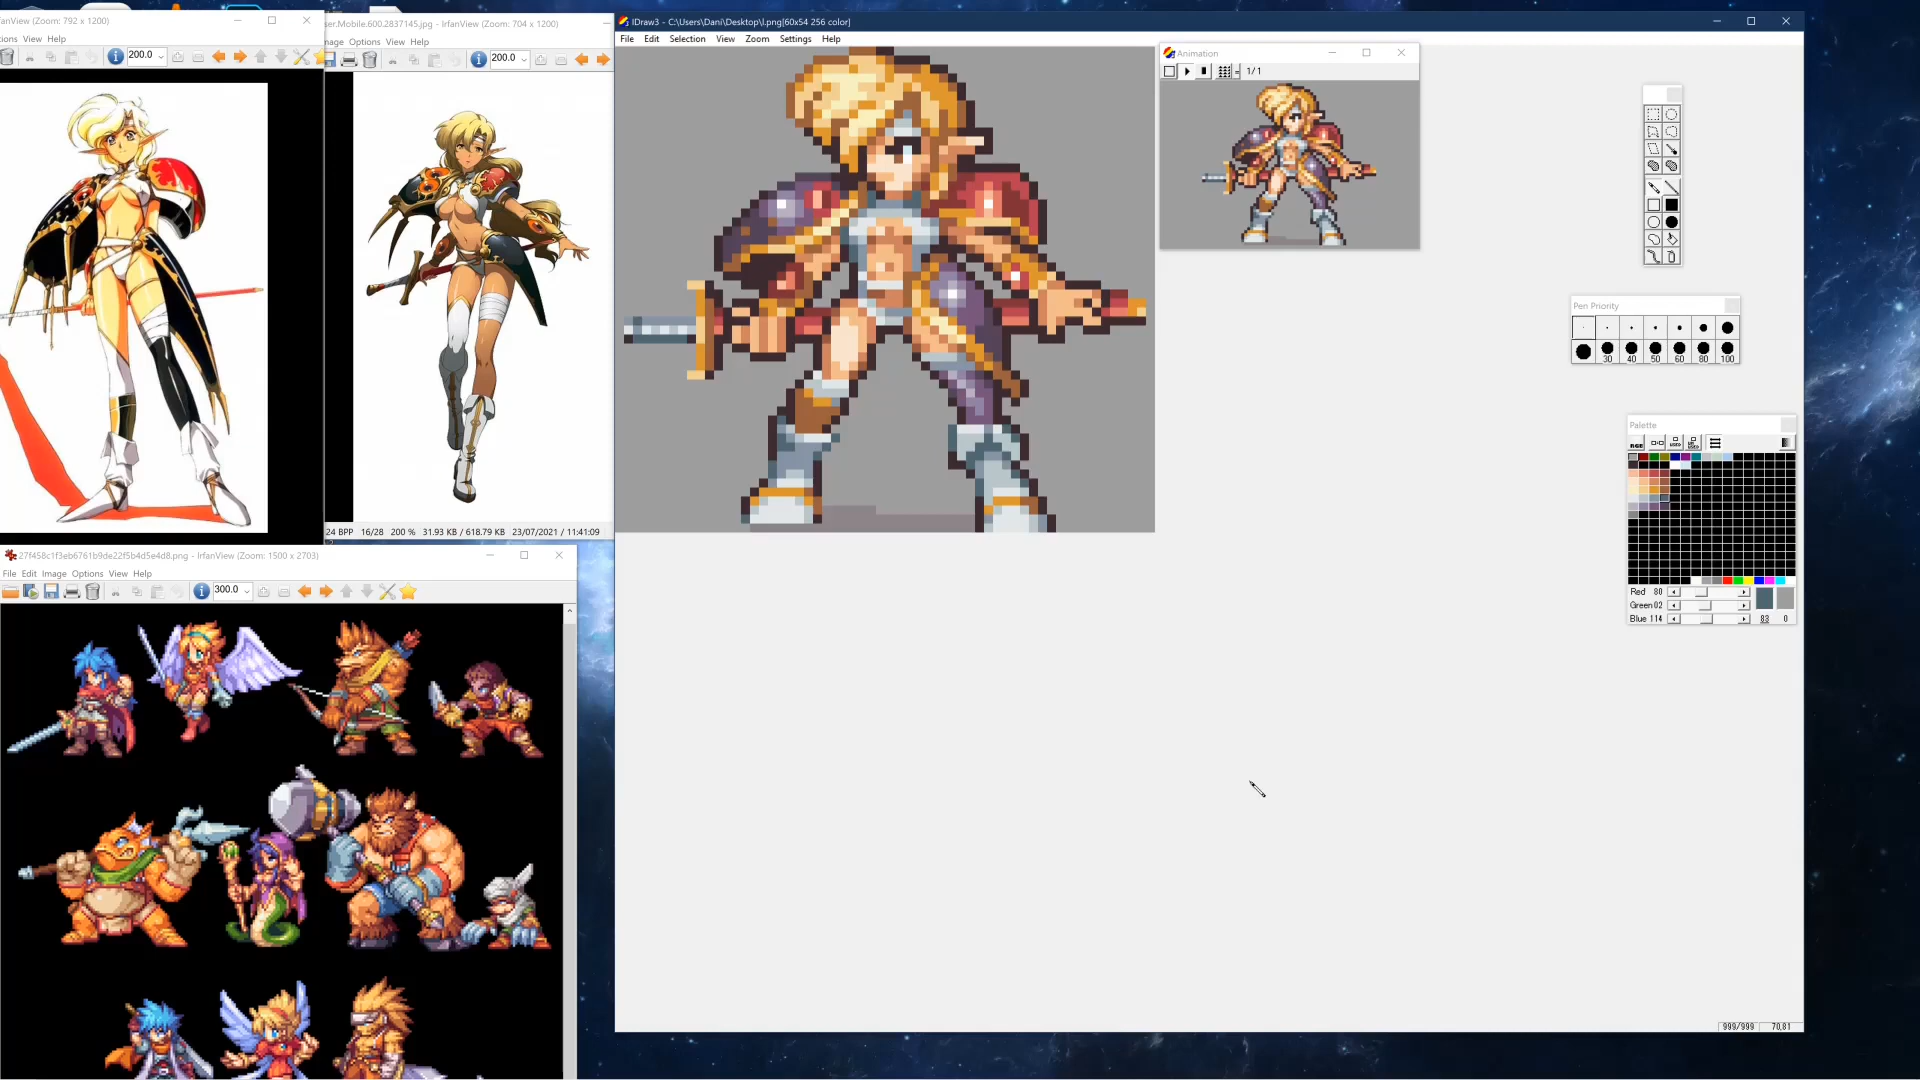 fanView (Zoom: 792 x 1200)
ions View Help
200.0
ser.Mobile.600.2837145.jpg - IrfanView (Zoom: 704 x 1200)
mage Options View Help
200.0
24 BPP 16/28 200 % 31.93 KB / 618.79 KB 23/07/2021 / 11:41:09
27f458c1f3eb6761b9de22f5b4d5e4d8.png - IrfanView (Zoom: 1500 x 2703)
File Edit Image Options View Help
300.0
IDraw3 - C:\Users\Dani\Desktop\l.png[60x54 256 color]
File Edit Selection View Zoom Settings Help
Animation
1/1
Pen Priority
30 40 50 60 80 100
Palette
RGB
Red 80
Green 02
Blue 114 83 0
999/999 70,81